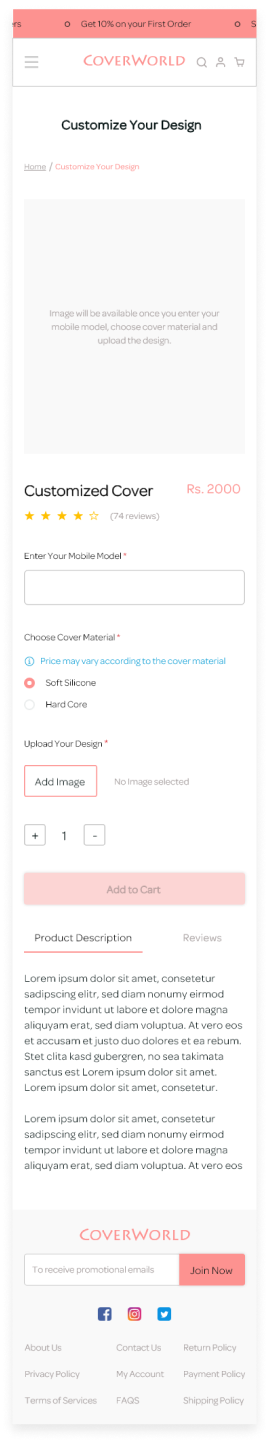 rs o Get 10% on your First Order o S
COVERWORLD
Customize Your Design
Home / Customize Your Design
Image will be available once you enter your
mobile model, choose cover material and
upload the design.
Customized Cover Rs. 2000
(74 reviews)
Enter Your Mobile Model *
Choose Cover Material *
Price may vary according to the cover material
Soft Silicone
Hard Core
Upload Your Design *
Add Image No Image selected
+ 1 -
Add to Cart
Product Description Reviews
Lorem ipsum dolor sit amet, consetetur
sadipscing elitr, sed diam nonumy eirmod
tempor invidunt ut labore et dolore magna
aliquyam erat, sed diam voluptua. At vero eos
et accusam et justo duo dolores et ea rebum.
Stet clita kasd gubergren, no sea takimata
sanctus est Lorem ipsum dolor sit amet.
Lorem ipsum dolor sit amet, consetetur.
Lorem ipsum dolor sit amet, consetetur
sadipscing elitr, sed diam nonumy eirmod
tempor invidunt ut labore et dolore magna
aliquyam erat, sed diam voluptua. At vero eos
COVERWORLD
To receive promotional emails Join Now
About Us Contact Us Return Policy
Privacy Policy My Account Payment Policy
Terms of Services FAQS Shipping Policy